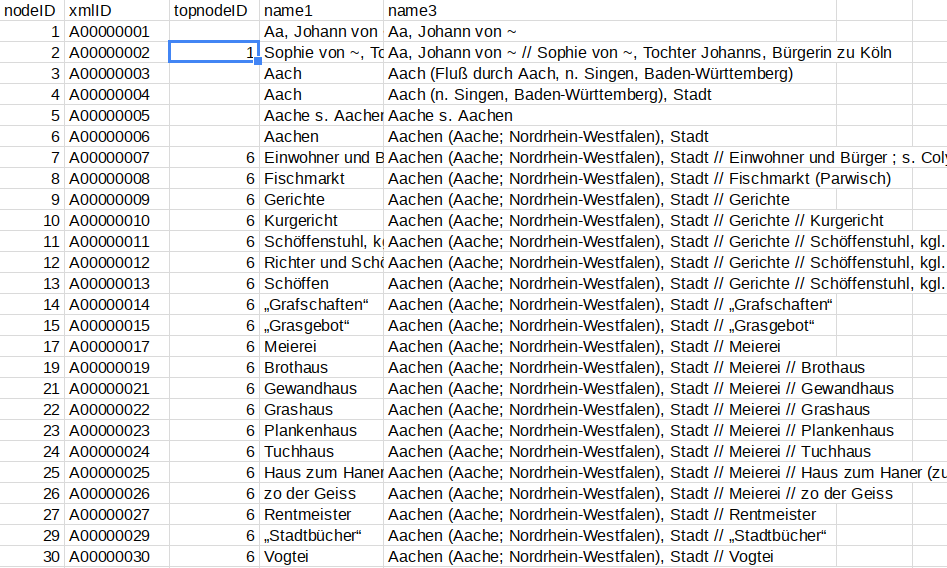 nodeID xmlID topnodeID name1 name3
1 A00000001 Aa, Johann von Aa, Johann von ~
2 A00000002 1 Sophie von ~, To Aa, Johann von ~ // Sophie von ~, Tochter Johanns, Bürgerin zu Köln
3 A00000003 Aach Aach (Fluß durch Aach, n. Singen, Baden-Württemberg)
4 A00000004 Aach Aach (n. Singen, Baden-Württemberg), Stadt
5 A00000005 Aache s. Aachen Aache s. Aachen
6 A00000006 Aachen Aachen (Aache; Nordrhein-Westfalen), Stadt
7 A00000007 6 Einwohner und B Aachen (Aache; Nordrhein-Westfalen), Stadt // Einwohner und Bürger ; s. Coly
8 A00000008 6 Fischmarkt Aachen (Aache; Nordrhein-Westfalen), Stadt // Fischmarkt (Parwisch)
9 A00000009 6 Gerichte Aachen (Aache; Nordrhein-Westfalen), Stadt // Gerichte
10 A00000010 6 Kurgericht Aachen (Aache; Nordrhein-Westfalen), Stadt // Gerichte // Kurgericht
11 A00000011 6 Schöffenstuhl, kg Aachen (Aache; Nordrhein-Westfalen), Stadt // Gerichte // Schöffenstuhl, kgl.
12 A00000012 6 Richter und Schö Aachen (Aache; Nordrhein-Westfalen), Stadt // Gerichte // Schöffenstuhl, kgl.
13 A00000013 6 Schöffen Aachen (Aache; Nordrhein-Westfalen), Stadt // Gerichte // Schöffenstuhl, kgl.
14 A00000014 6 „Grafschaften“ Aachen (Aache; Nordrhein-Westfalen), Stadt // „Grafschaften“
15 A00000015 6 „Grasgebot“ Aachen (Aache; Nordrhein-Westfalen), Stadt // „Grasgebot“
17 A00000017 6 Meierei Aachen (Aache; Nordrhein-Westfalen), Stadt // Meierei
19 A00000019 6 Brothaus Aachen (Aache; Nordrhein-Westfalen), Stadt // Meierei // Brothaus
21 A00000021 6 Gewandhaus Aachen (Aache; Nordrhein-Westfalen), Stadt // Meierei // Gewandhaus
22 A00000022 6 Grashaus Aachen (Aache; Nordrhein-Westfalen), Stadt // Meierei // Grashaus
23 A00000023 6 Plankenhaus Aachen (Aache; Nordrhein-Westfalen), Stadt // Meierei // Plankenhaus
24 A00000024 6 Tuchhaus Aachen (Aache; Nordrhein-Westfalen), Stadt // Meierei // Tuchhaus
25 A00000025 6 Haus zum Haner Aachen (Aache; Nordrhein-Westfalen), Stadt // Meierei // Haus zum Haner (zu
26 A00000026 6 zo der Geiss Aachen (Aache; Nordrhein-Westfalen), Stadt // Meierei // zo der Geiss
27 A00000027 6 Rentmeister Aachen (Aache; Nordrhein-Westfalen), Stadt // Rentmeister
29 A00000029 6 „Stadtbücher“ Aachen (Aache; Nordrhein-Westfalen), Stadt // „Stadtbücher“
30 A00000030 6 Vogtei Aachen (Aache; Nordrhein-Westfalen), Stadt // Vogtei